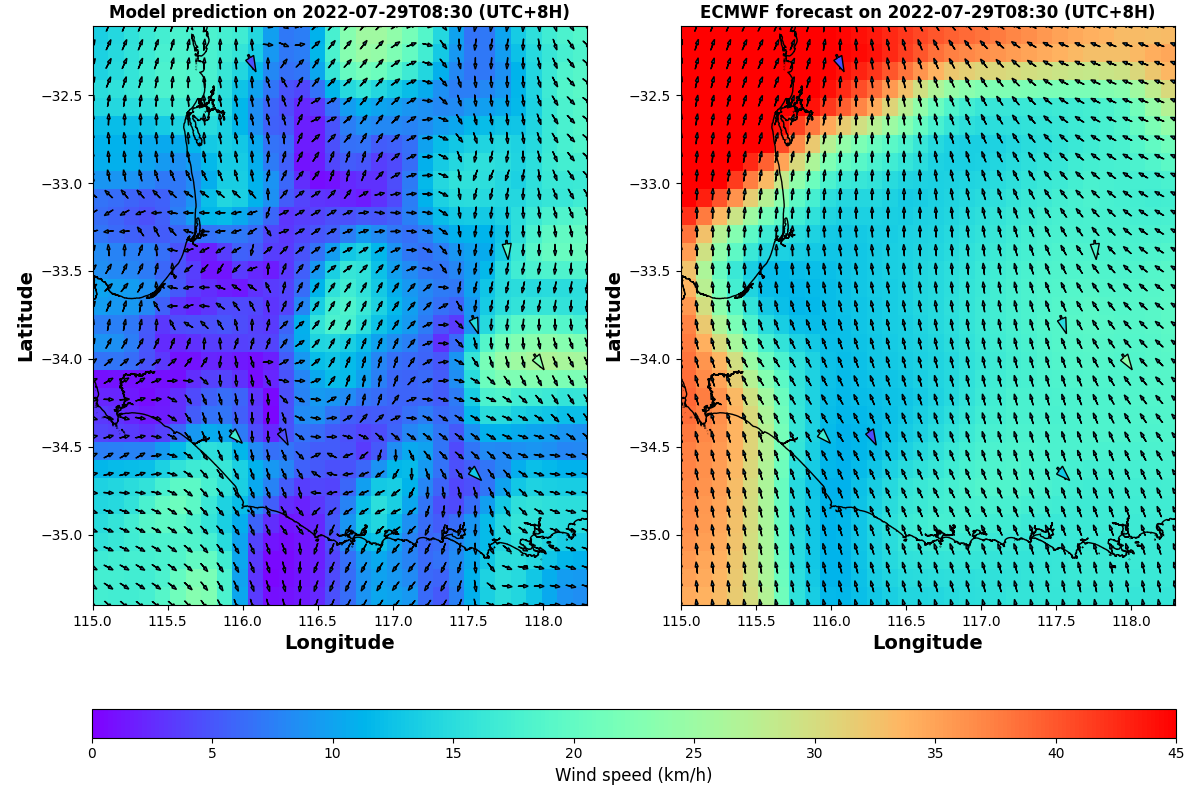 Model prediction on 2022-07-29T08:30 (UTC+8H)
ECMWF forecast on 2022-07-29T08:30 (UTC+8H)
Latitude
−32.5
−33.0
−33.5
−34.0
−34.5
−35.0
115.0 115.5 116.0 116.5 117.0 117.5 118.0
Longitude
Latitude
−32.5
−33.0
−33.5
−34.0
−34.5
−35.0
115.0 115.5 116.0 116.5 117.0 117.5 118.0
Longitude
0 5 10 15 20 25 30 35 40 45
Wind speed (km/h)